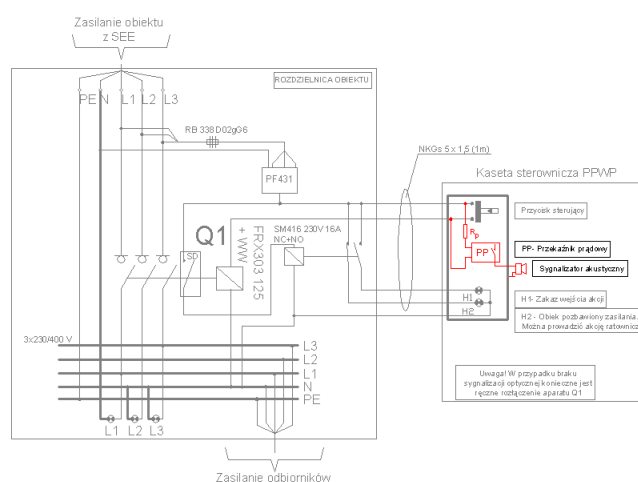 Zasilanie obiektu
z SEE
ROZDZIELNICA OBIEKTU
PE N L1 L2 L3
RB 338D02gG6
PF431
NKGs 5 x 1,5 (1m)
Kaseta sterownicza PPWP
Przycisk sterujący
Rp
PP
PP- Przekaźnik prądowy
Sygnalizator akustyczny
Q1
+ WW
FRX303 125
SD
SM416 230V 16A
NC+NO
H1
H2
H1- Zakaz wejścia akcji
H2 - Obiek pozbawiony zasilania.
Można prowadzić akcję ratownicz
3x230/400 V
L3
L2
L1
N
PE
L1 L2 L3
Uwaga! W przypadku braku
sygnalizacji optycznej konieczne jest
ręczne rozłączenie aparatu Q1
Zasilanie odbiorników